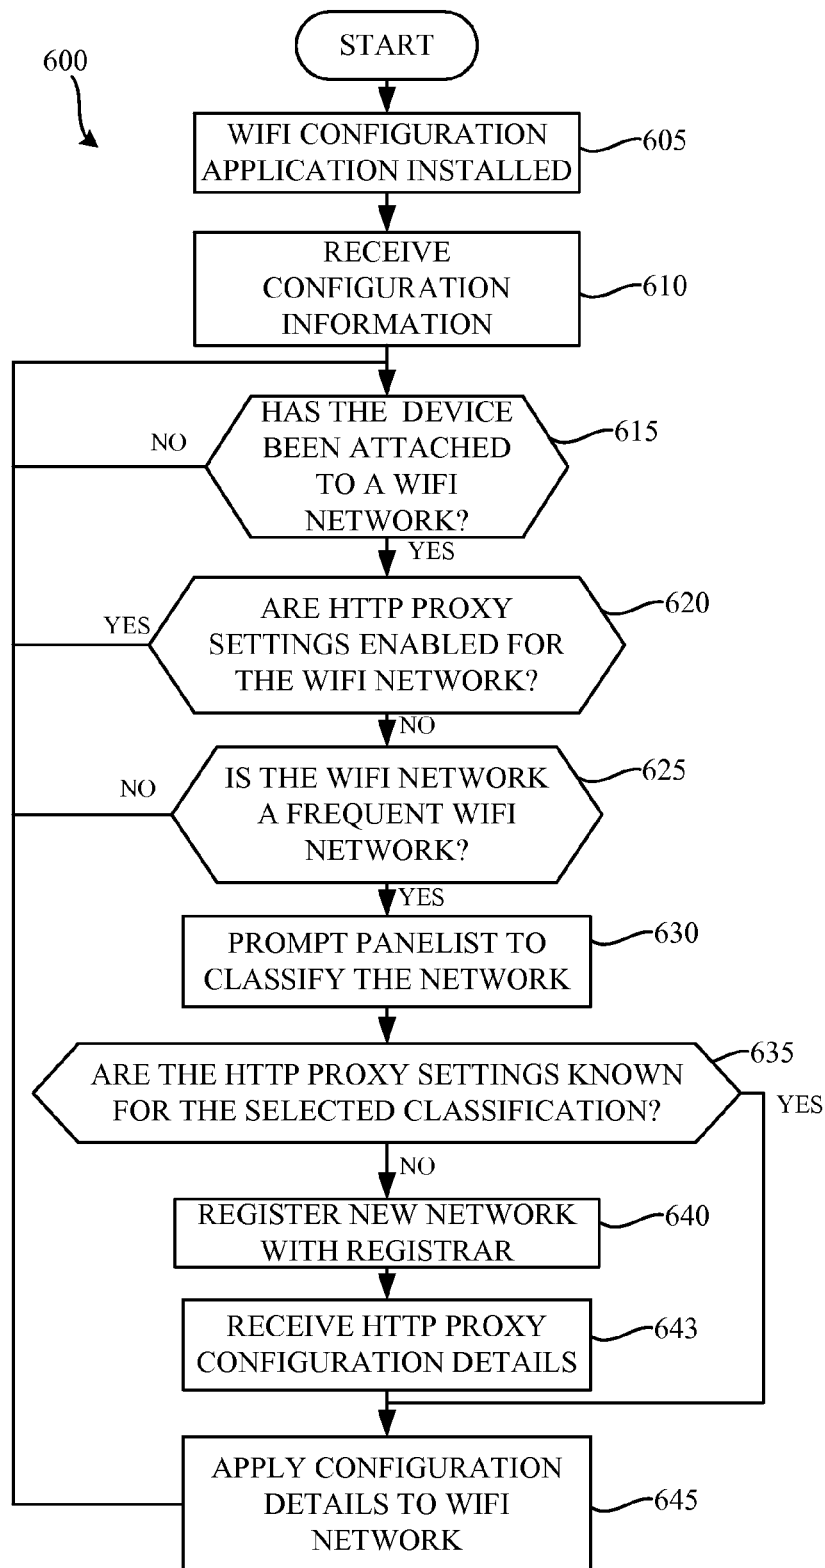 START
600
WIFI CONFIGURATION
APPLICATION INSTALLED
605
RECEIVE
CONFIGURATION
INFORMATION
610
HAS THE DEVICE
BEEN ATTACHED
TO A WIFI
NETWORK?
615
NO
YES
ARE HTTP PROXY
SETTINGS ENABLED FOR
THE WIFI NETWORK?
620
YES
NO
IS THE WIFI NETWORK
A FREQUENT WIFI
NETWORK?
625
NO
YES
PROMPT PANELIST TO
CLASSIFY THE NETWORK
630
ARE THE HTTP PROXY SETTINGS KNOWN
FOR THE SELECTED CLASSIFICATION?
635
YES
NO
REGISTER NEW NETWORK
WITH REGISTRAR
640
RECEIVE HTTP PROXY
CONFIGURATION DETAILS
643
APPLY CONFIGURATION
DETAILS TO WIFI
NETWORK
645